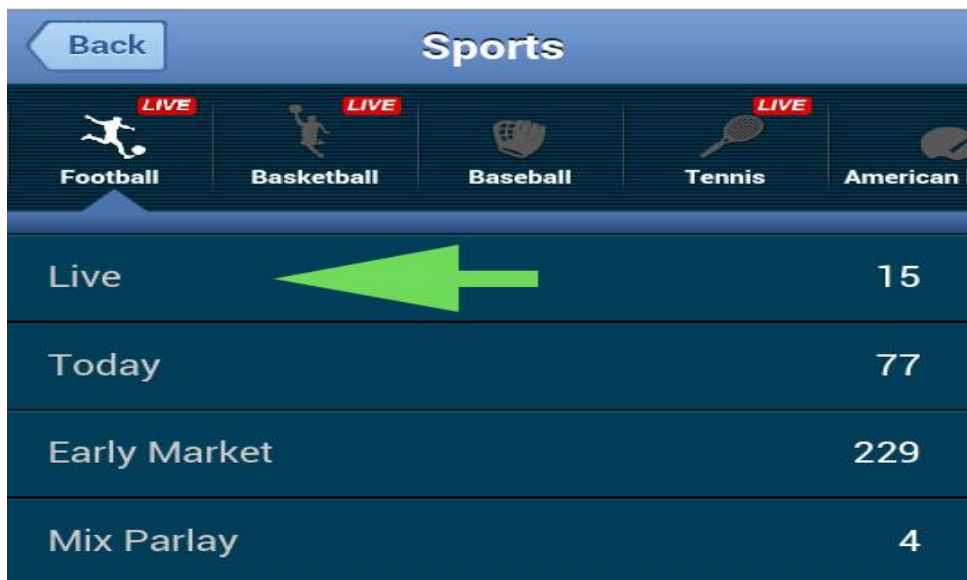 Back Sports
LIVE LIVE LIVE
Football Basketball Baseball Tennis American
Live 15
Today 77
Early Market 229
Mix Parlay 4